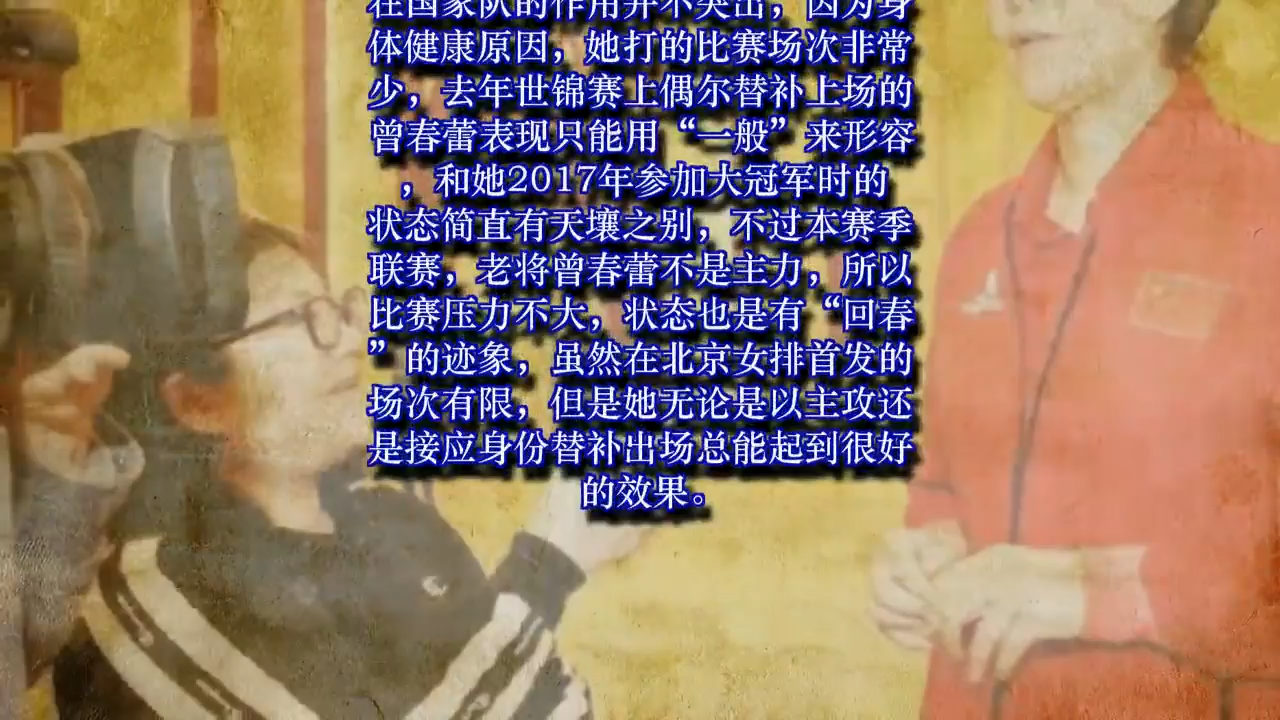 在国家队的作用并不突出，因为身
体健康原因，她打的比赛场次非常
少，去年世锦赛上偶尔替补上场的
曾春蕾表现只能用“一般”来形容
，和她2017年参加大冠军时的
状态简直有天壤之别，不过本赛季
联赛，老将曾春蕾不是主力，所以
比赛压力不大，状态也是有“回春
”的迹象，虽然在北京女排首发的
场次有限，但是她无论是以主攻还
是接应身份替补出场总能起到很好
的效果。